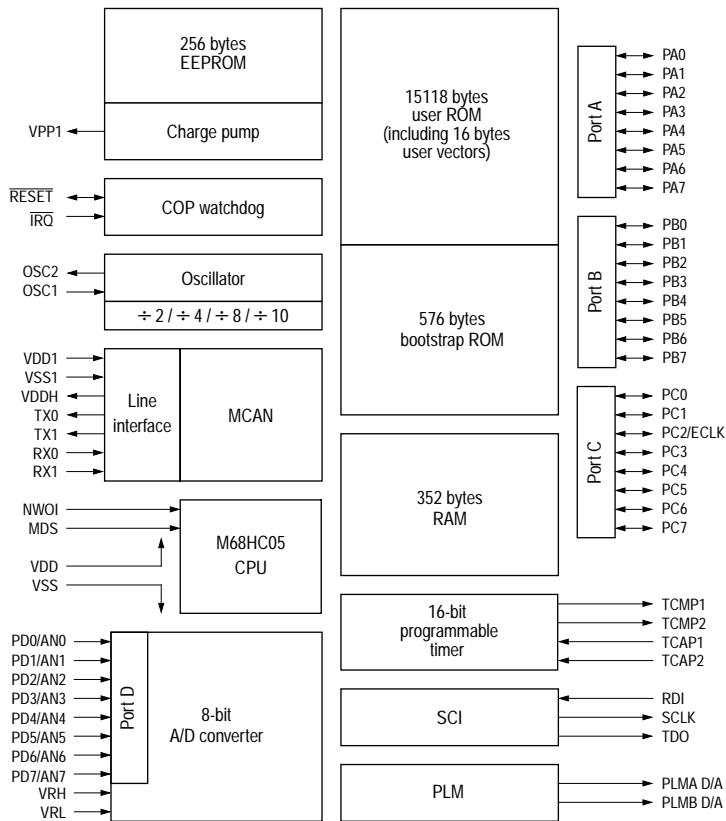 256 bytes
EEPROM
Charge pump
VPP1
RESET
IRQ
COP watchdog
OSC2
OSC1
Oscillator
÷ 2 / ÷ 4 / ÷ 8 / ÷ 10
VDD1
VSS1
VDDH
TX0
TX1
RX0
RX1
Line
interface
MCAN
NWOI
MDS
VDD
VSS
M68HC05
CPU
PD0/AN0
PD1/AN1
PD2/AN2
PD3/AN3
PD4/AN4
PD5/AN5
PD6/AN6
PD7/AN7
VRH
VRL
Port D
8-bit
A/D converter
15118 bytes
user ROM
(including 16 bytes
user vectors)
576 bytes
bootstrap ROM
352 bytes
RAM
16-bit
programmable
timer
SCI
PLM
Port A
PA0
PA1
PA2
PA3
PA4
PA5
PA6
PA7
Port B
PB0
PB1
PB2
PB3
PB4
PB5
PB6
PB7
Port C
PC0
PC1
PC2/ECLK
PC3
PC4
PC5
PC6
PC7
TCMP1
TCMP2
TCAP1
TCAP2
RDI
SCLK
TDO
PLMA D/A
PLMB D/A